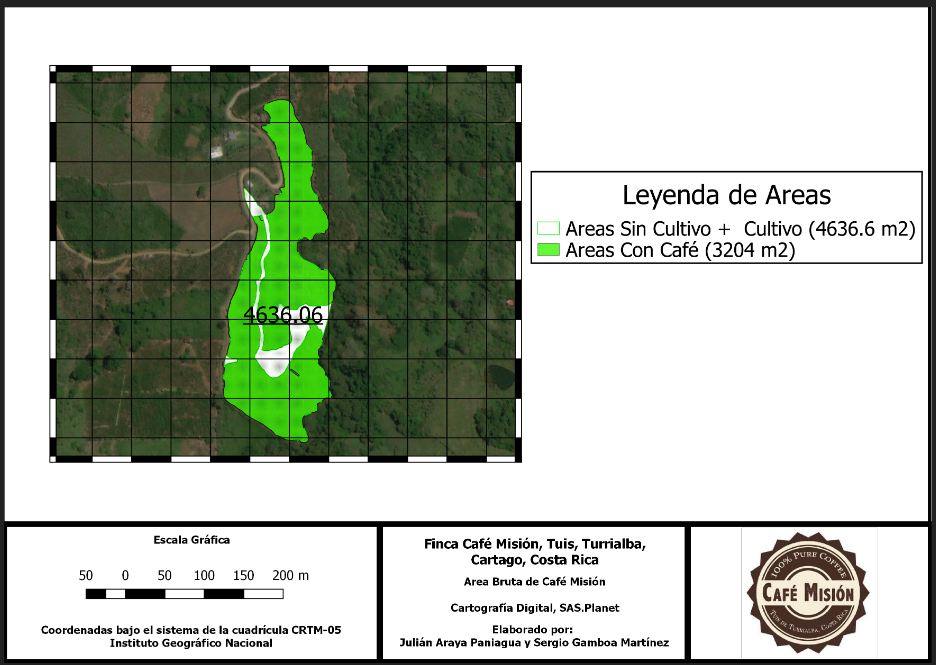 4636.06
Leyenda de Areas
Areas Sin Cultivo + Cultivo (4636.6 m2)
Areas Con Café (3204 m2)
Escala Gráfica
50 0 50 100 150 200 m
Coordenadas bajo el sistema de la cuadrícula CRTM-05
Instituto Geográfico Nacional
Finca Café Misión, Tuis, Turrialba,
Cartago, Costa Rica
Area Bruta de Café Misión
Cartografía Digital, SAS.Planet
Elaborado por:
Julián Araya Paniagua y Sergio Gamboa Martínez
100% PURE COFFEE
CAFÉ MISIÓN
TUIS DE TURRIALBA, COSTA RICA